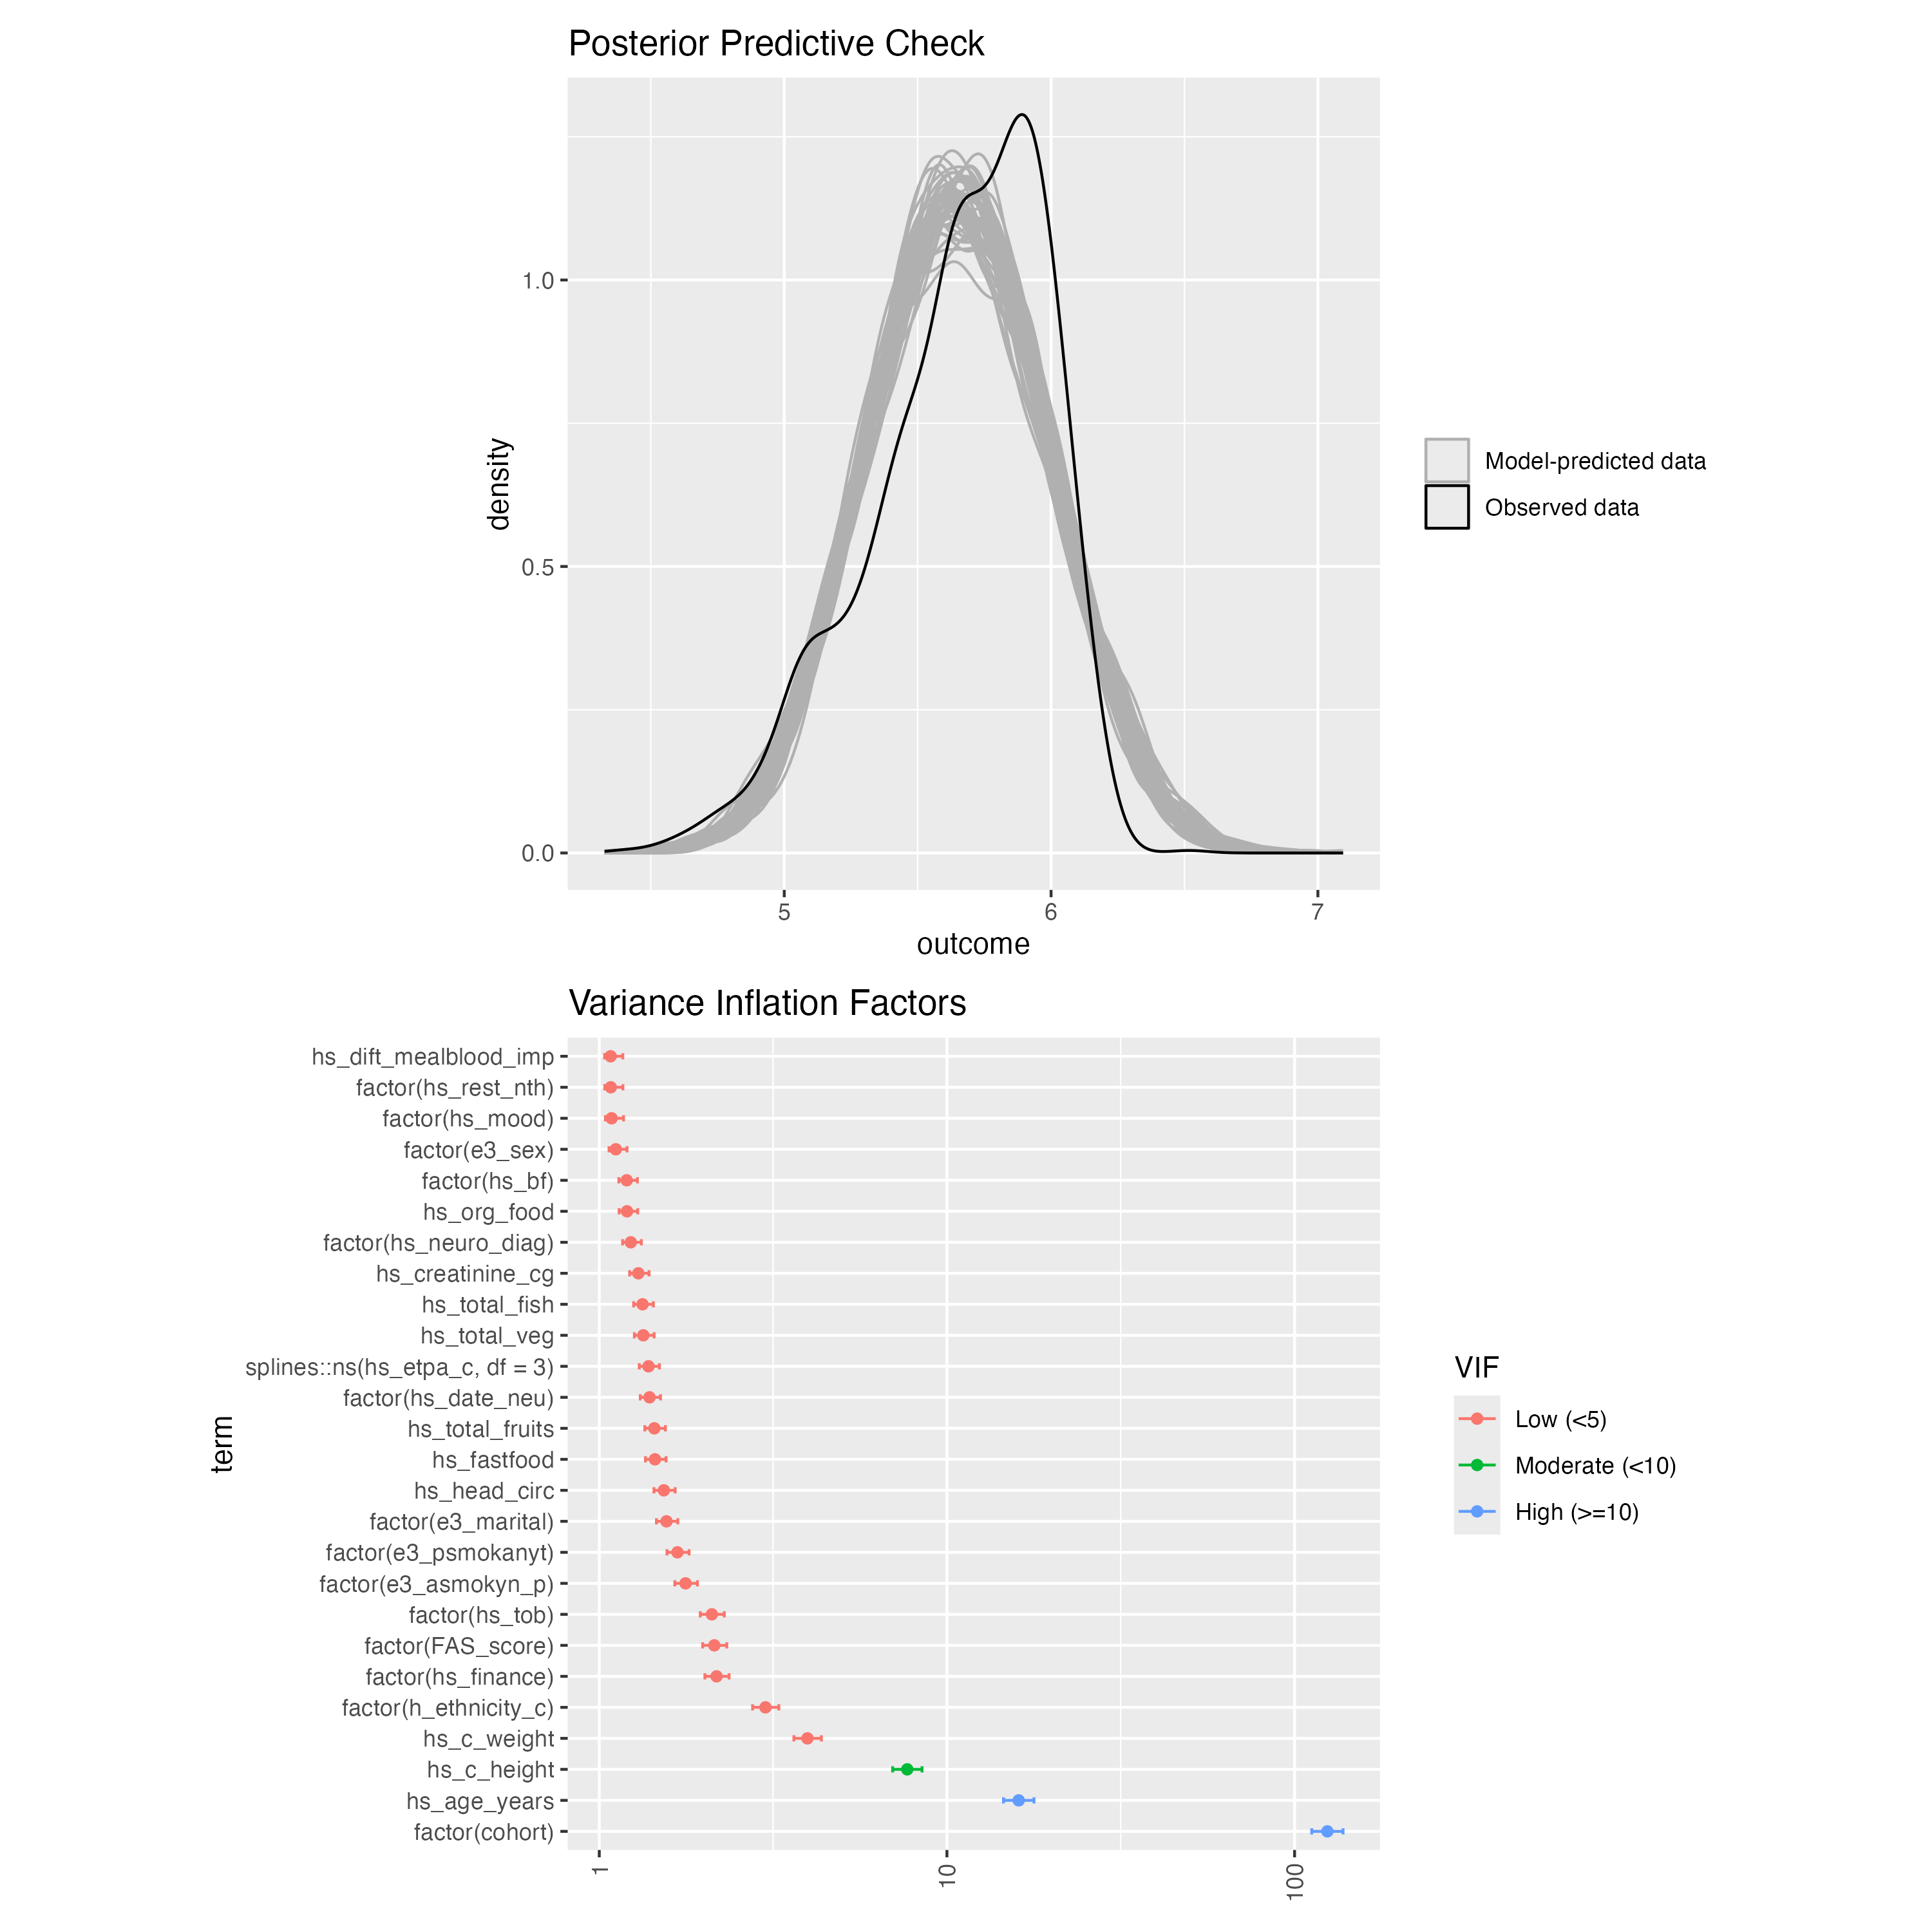 Posterior Predictive Check
density
1.0
0.5
0.0
5
6
7
outcome
Model-predicted data
Observed data
Variance Inflation Factors
term
hs_dift_mealblood_imp
factor(hs_rest_nth)
factor(hs_mood)
factor(e3_sex)
factor(hs_bf)
hs_org_food
factor(hs_neuro_diag)
hs_creatinine_cg
hs_total_fish
hs_total_veg
splines::ns(hs_etpa_c, df = 3)
factor(hs_date_neu)
hs_total_fruits
hs_fastfood
hs_head_circ
factor(e3_marital)
factor(e3_psmokanyt)
factor(e3_asmokyn_p)
factor(hs_tob)
factor(FAS_score)
factor(hs_finance)
factor(h_ethnicity_c)
hs_c_weight
hs_c_height
hs_age_years
factor(cohort)
1
10
100
VIF
Low (<5)
Moderate (<10)
High (>=10)